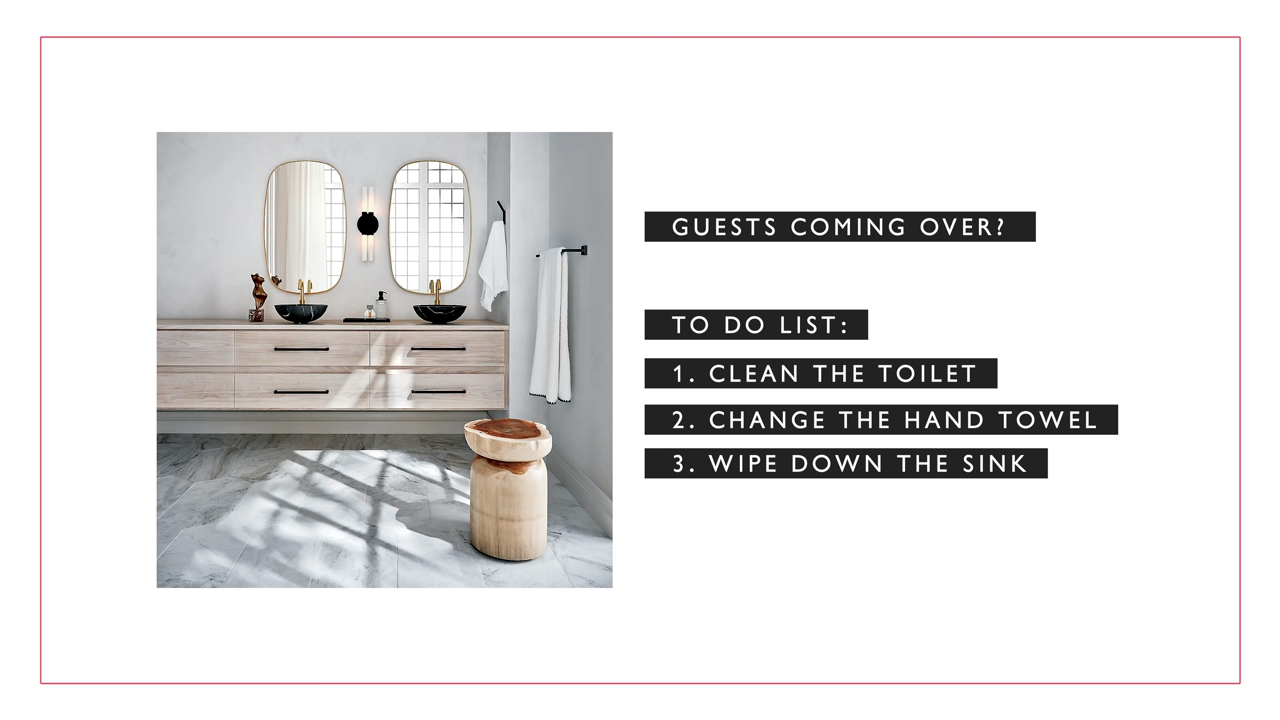 GUESTS COMING OVER?
TO DO LIST:
1. CLEAN THE TOILET
2. CHANGE THE HAND TOWEL
3. WIPE DOWN THE SINK